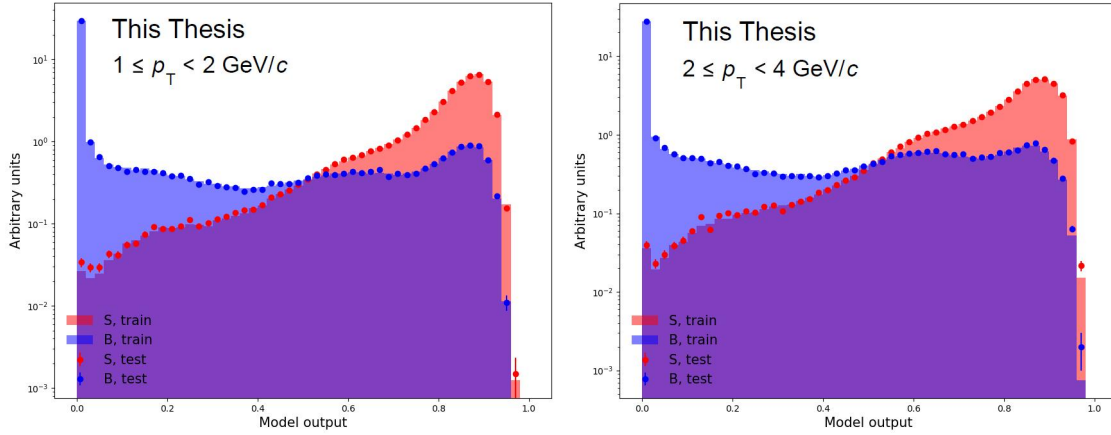 This Thesis
1 ≤ p_T < 2 GeV/c
10^1
10^0
10^-1
10^-2
10^-3
Arbitrary units
S, train
B, train
S, test
B, test
0.0 0.2 0.4 0.6 0.8 1.0
Model output
This Thesis
2 ≤ p_T < 4 GeV/c
10^1
10^0
10^-1
10^-2
10^-3
Arbitrary units
S, train
B, train
S, test
B, test
0.0 0.2 0.4 0.6 0.8 1.0
Model output